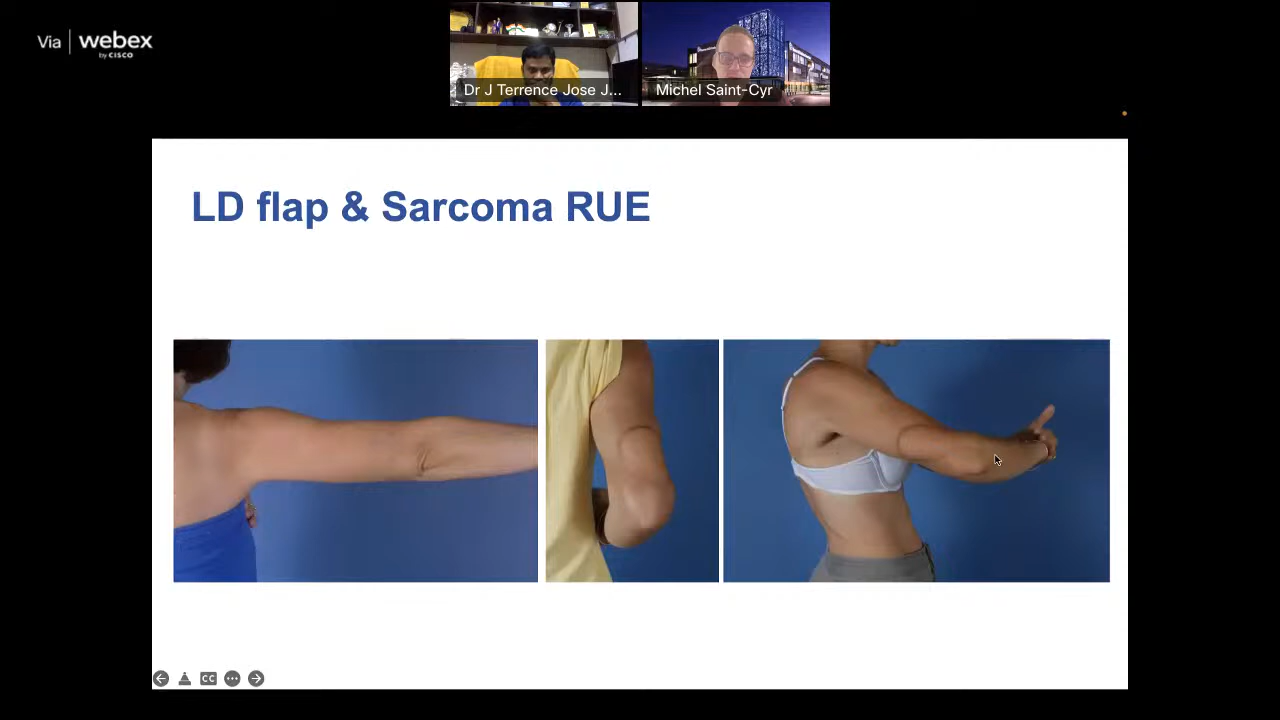 Via webex
by CISCO
Dr J Terrence Jose J...
Michel Saint-Cyr
LD flap & Sarcoma RUE
CC